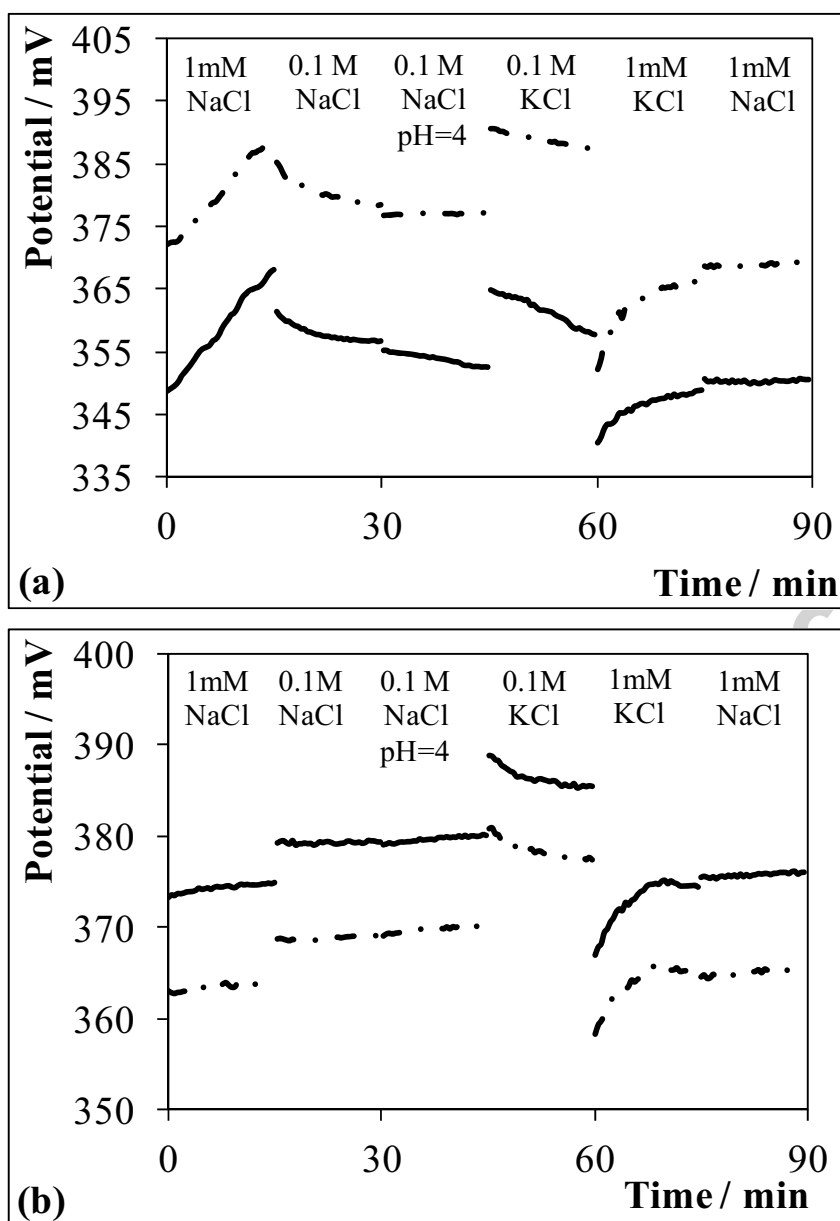 Potential / mV
405
395
385
375
365
355
345
335
1mM
NaCl
0.1 M
NaCl
0.1 M
NaCl
pH=4
0.1 M
KCl
1mM
KCl
1mM
NaCl
0
30
60
90
(a)
Time / min
Potential / mV
400
390
380
370
360
350
1mM
NaCl
0.1M
NaCl
0.1 M
NaCl
pH=4
0.1M
KCl
1mM
KCl
1mM
NaCl
0
30
60
90
(b)
Time / min